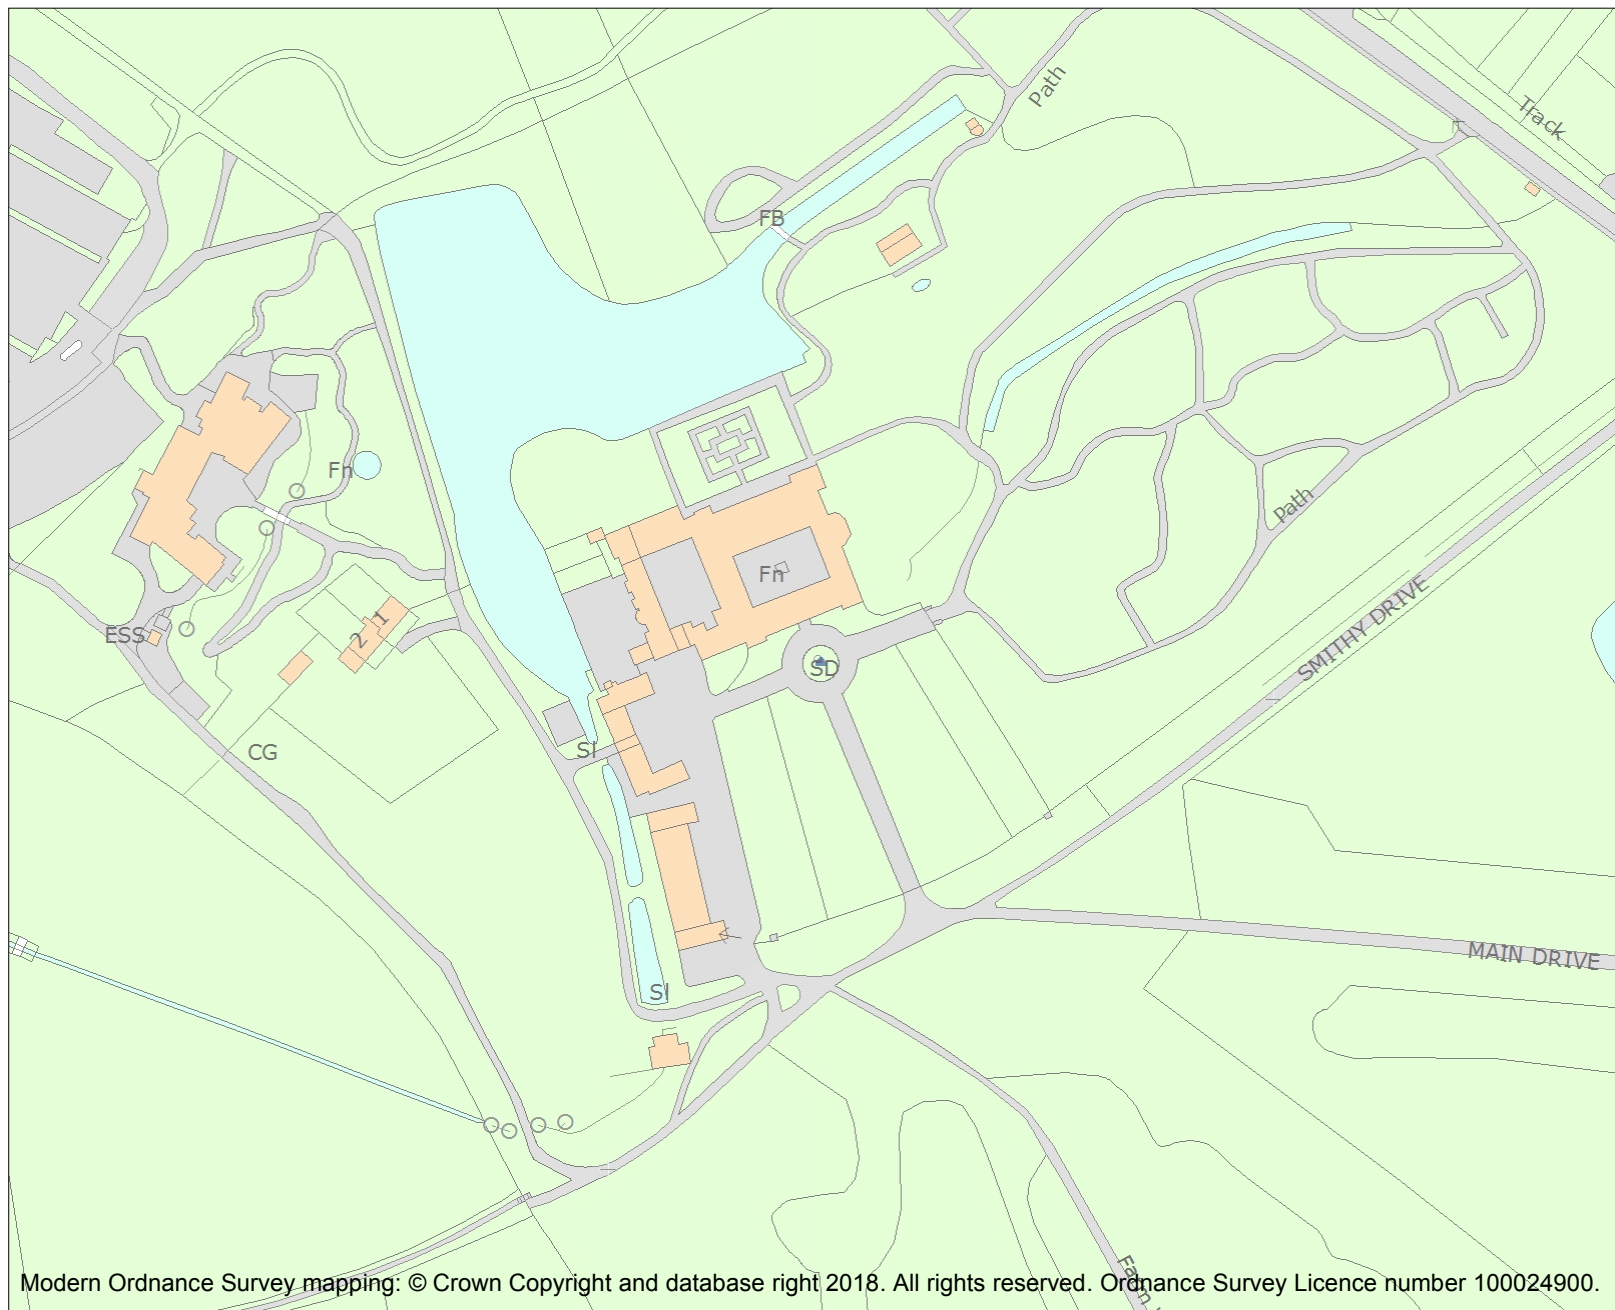 Path
Track
FB
Fn
Path
Fn
SMITHY DRIVE
ESS
2 1
SD
CG
Sl
MAIN DRIVE
Sl
Farm
Modern Ordnance Survey mapping: © Crown Copyright and database right 2018. All rights reserved. Ordnance Survey Licence number 100024900.